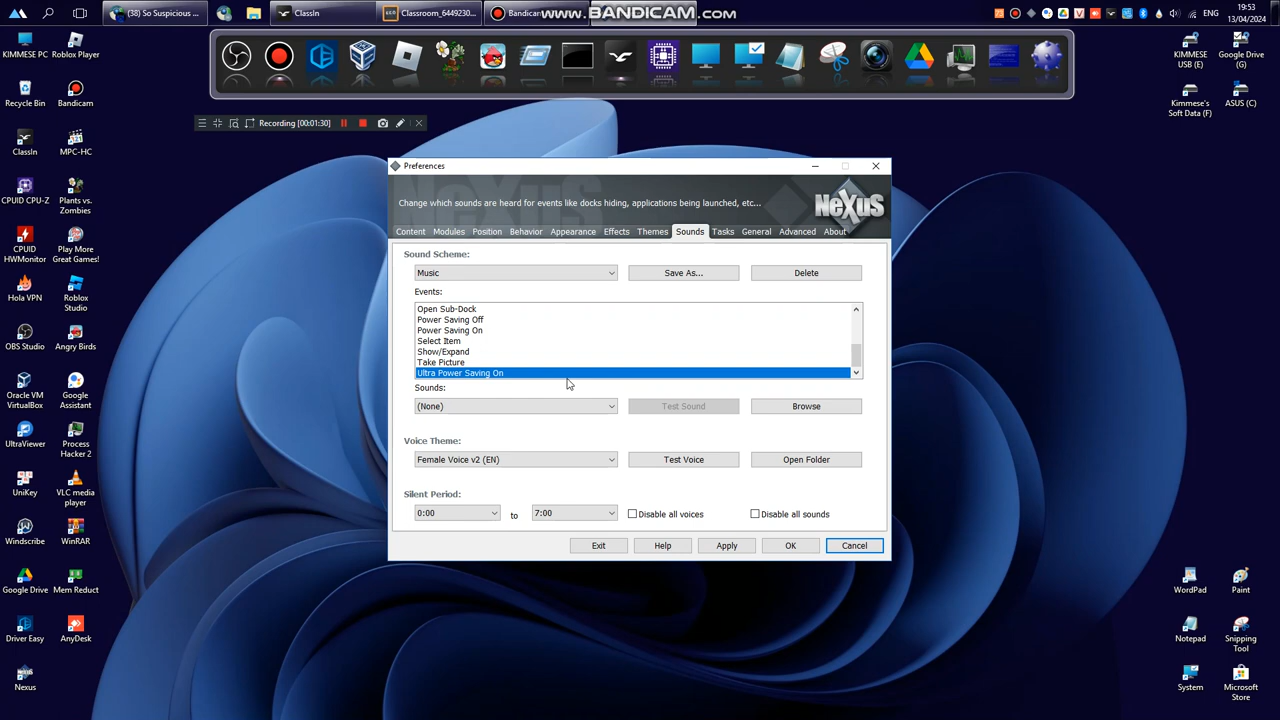 (38) So Suspicious ...
ClassIn
Classroom_6449230...
Bandicam
www.BANDICAM.com
ENG
19:53
13/04/2024
KIMMESE PC
Roblox Player
Recycle Bin
Bandicam
ClassIn
MPC-HC
CPUID CPU-Z
Plants vs. Zombies
CPUID HWMonitor
Play More Great Games!
Hola VPN
Roblox Studio
OBS Studio
Angry Birds
Oracle VM VirtualBox
Google Assistant
UltraViewer
Process Hacker 2
UniKey
VLC media player
Windscribe
WinRAR
Google Drive
Mem Reduct
Driver Easy
AnyDesk
Nexus
KIMMESE USB (E)
Google Drive (G)
Kimmese's Soft Data (F)
ASUS (C)
WordPad
Paint
Notepad
Snipping Tool
System
Microsoft Store
Recording [00:01:30]
Preferences
NeXuS
Change which sounds are heard for events like docks hiding, applications being launched, etc...
NeXuS
Content Modules Position Behavior Appearance Effects Themes Sounds Tasks General Advanced About
Sound Scheme:
Music
Save As...
Delete
Events:
Open Sub-Dock
Power Saving Off
Power Saving On
Select Item
Show/Expand
Take Picture
Ultra Power Saving On
Sounds:
(None)
Test Sound
Browse
Voice Theme:
Female Voice v2 (EN)
Test Voice
Open Folder
Silent Period:
0:00
to
7:00
Disable all voices
Disable all sounds
Exit
Help
Apply
OK
Cancel